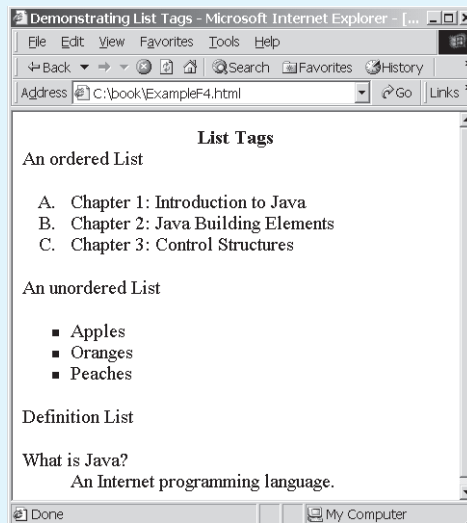 Demonstrating List Tags - Microsoft Internet Explorer - [...
File Edit View Favorites Tools Help
Back Search Favorites History
Address C:\book\ExampleF4.html Go Links
List Tags
An ordered List
A. Chapter 1: Introduction to Java
B. Chapter 2: Java Building Elements
C. Chapter 3: Control Structures
An unordered List
Apples
Oranges
Peaches
Definition List
What is Java?
An Internet programming language.
Done My Computer